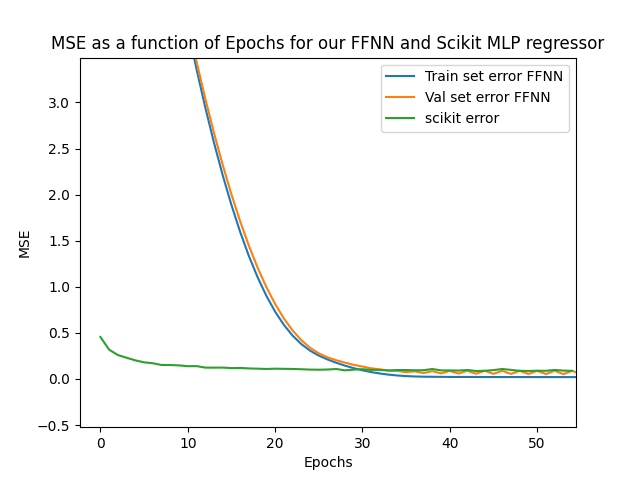 MSE as a function of Epochs for our FFNN and Scikit MLP regressor
Train set error FFNN
Val set error FFNN
scikit error
MSE
3.0
2.5
2.0
1.5
1.0
0.5
0.0
−0.5
0 10 20 30 40 50
Epochs